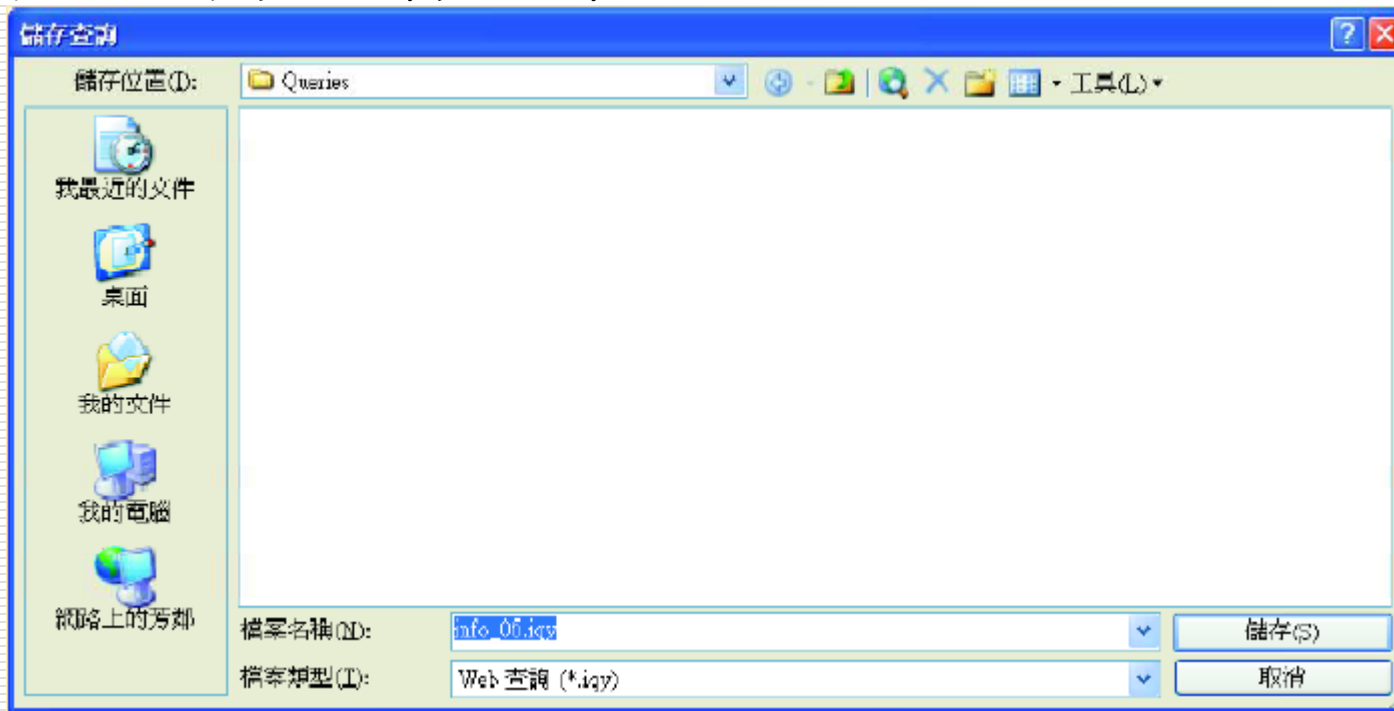 儲存查詢
儲存位置(I):
Queries
工具(L)
我最近的文件
桌面
我的文件
我的電腦
網路上的芳鄰
檔案名稱(N):
info_06.iqy
儲存(S)
檔案類型(T):
Web 查詢 (*.iqy)
取消